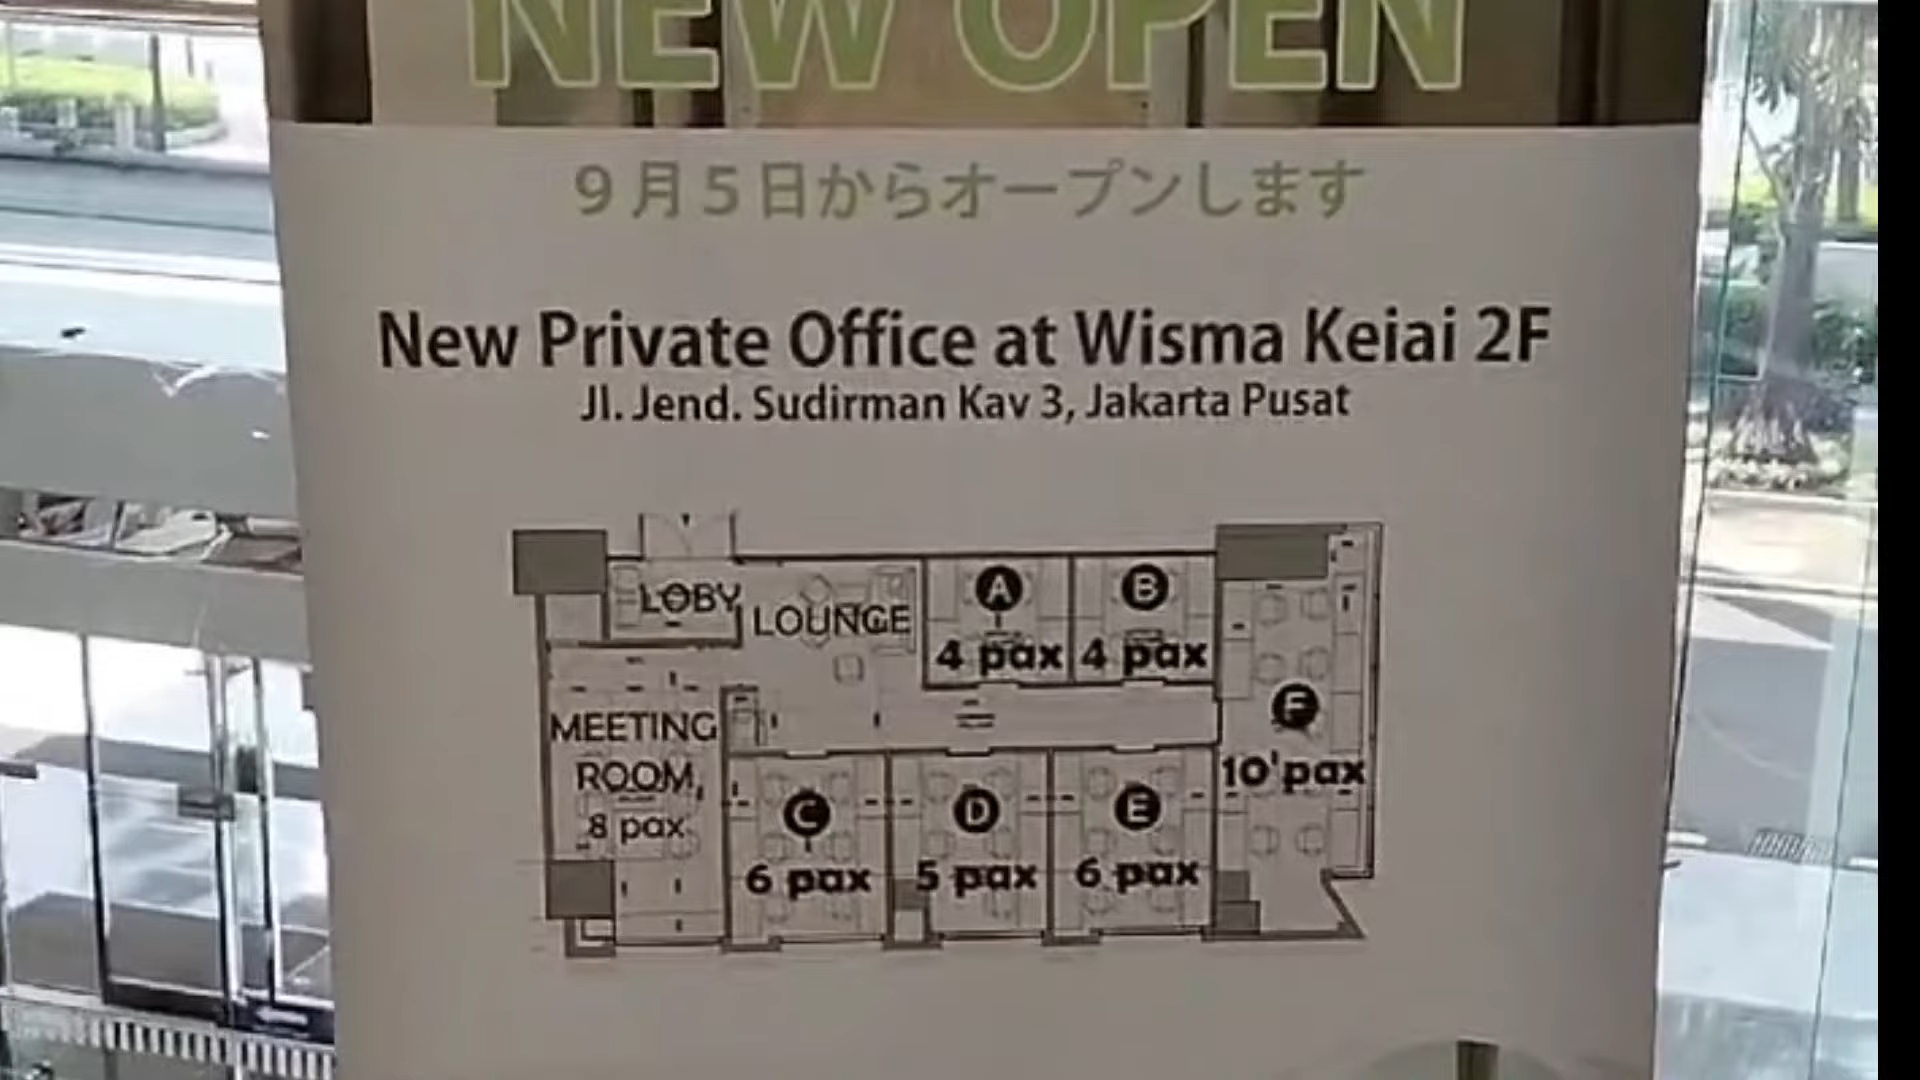 NEW OPEN
9月5日からオープンします
New Private Office at Wisma Keiai 2F
Jl. Jend. Sudirman Kav 3, Jakarta Pusat
LOBY
LOUNGE
A
4 pax
B
4 pax
MEETING
ROOM
8 pax
F
10 pax
C
6 pax
D
5 pax
E
6 pax